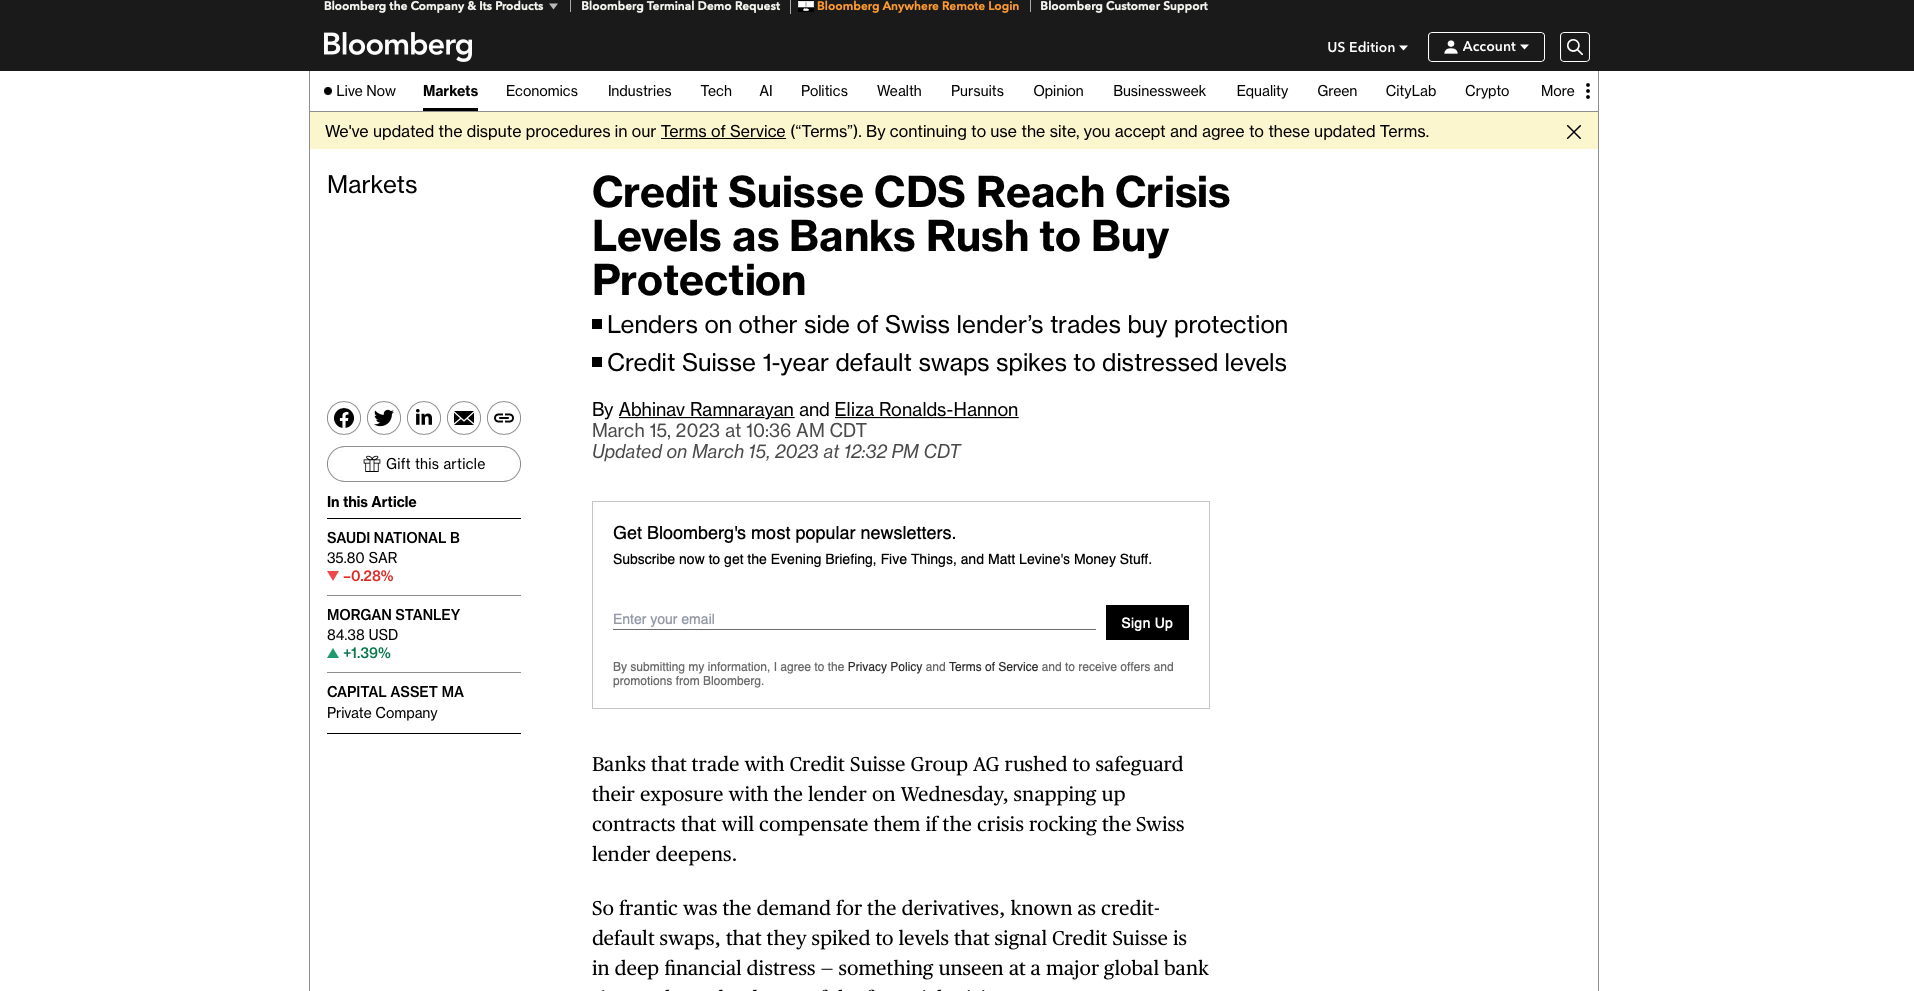 Bloomberg the Company & Its Products
Bloomberg Terminal Demo Request
Bloomberg Anywhere Remote Login
Bloomberg Customer Support
Bloomberg
US Edition
Account
Live Now
Markets
Economics
Industries
Tech
AI
Politics
Wealth
Pursuits
Opinion
Businessweek
Equality
Green
CityLab
Crypto
More
We've updated the dispute procedures in our Terms of Service (“Terms”). By continuing to use the site, you accept and agree to these updated Terms.
Markets
Credit Suisse CDS Reach Crisis
Levels as Banks Rush to Buy
Protection
Lenders on other side of Swiss lender’s trades buy protection
Credit Suisse 1-year default swaps spikes to distressed levels
By Abhinav Ramnarayan and Eliza Ronalds-Hannon
March 15, 2023 at 10:36 AM CDT
Updated on March 15, 2023 at 12:32 PM CDT
Gift this article
In this Article
SAUDI NATIONAL B
35.80 SAR
–0.28%
MORGAN STANLEY
84.38 USD
+1.39%
CAPITAL ASSET MA
Private Company
Get Bloomberg's most popular newsletters.
Subscribe now to get the Evening Briefing, Five Things, and Matt Levine's Money Stuff.
Enter your email
Sign Up
By submitting my information, I agree to the Privacy Policy and Terms of Service and to receive offers and
promotions from Bloomberg.
Banks that trade with Credit Suisse Group AG rushed to safeguard
their exposure with the lender on Wednesday, snapping up
contracts that will compensate them if the crisis rocking the Swiss
lender deepens.
So frantic was the demand for the derivatives, known as credit-
default swaps, that they spiked to levels that signal Credit Suisse is
in deep financial distress — something unseen at a major global bank